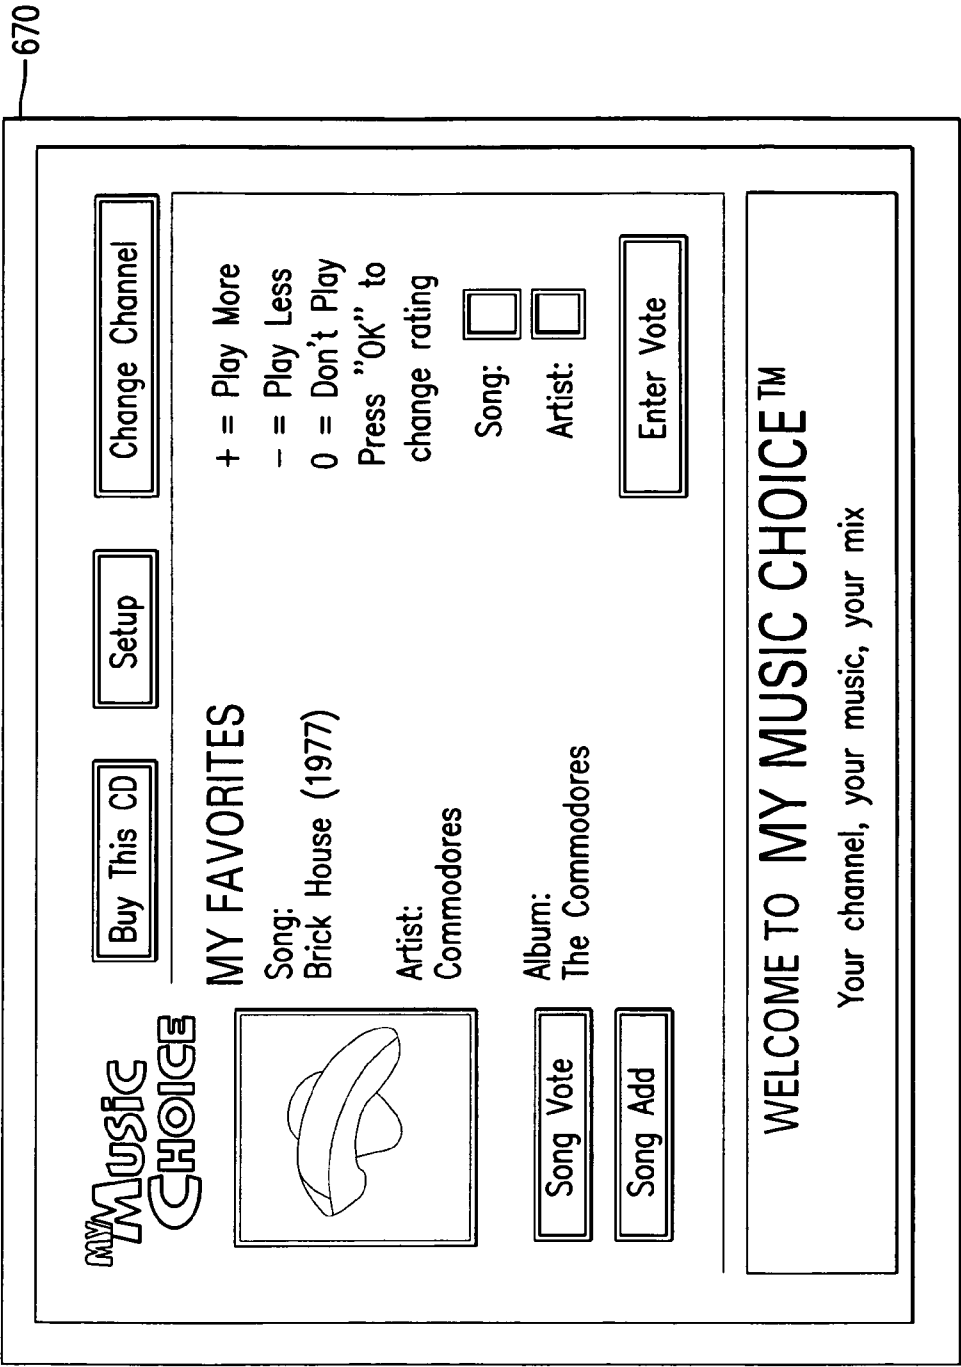 670
MY
MUSiC
CHOICE
Buy This CD
Setup
Change Channel
MY FAVORITES
Song:
Brick House (1977)
Artist:
Commodores
Album:
The Commodores
Song Vote
Song Add
+ = Play More
– = Play Less
0 = Don't Play
Press "OK" to
change rating
Song:
Artist:
Enter Vote
WELCOME TO MY MUSIC CHOICE™
Your channel, your music, your mix